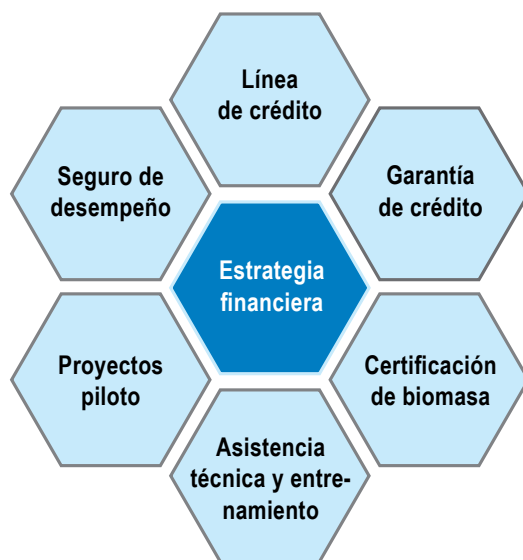 Línea
de crédito
Seguro de
desempeño
Garantía
de crédito
Estrategia
financiera
Proyectos
piloto
Certificación
de biomasa
Asistencia
técnica y entre-
namiento